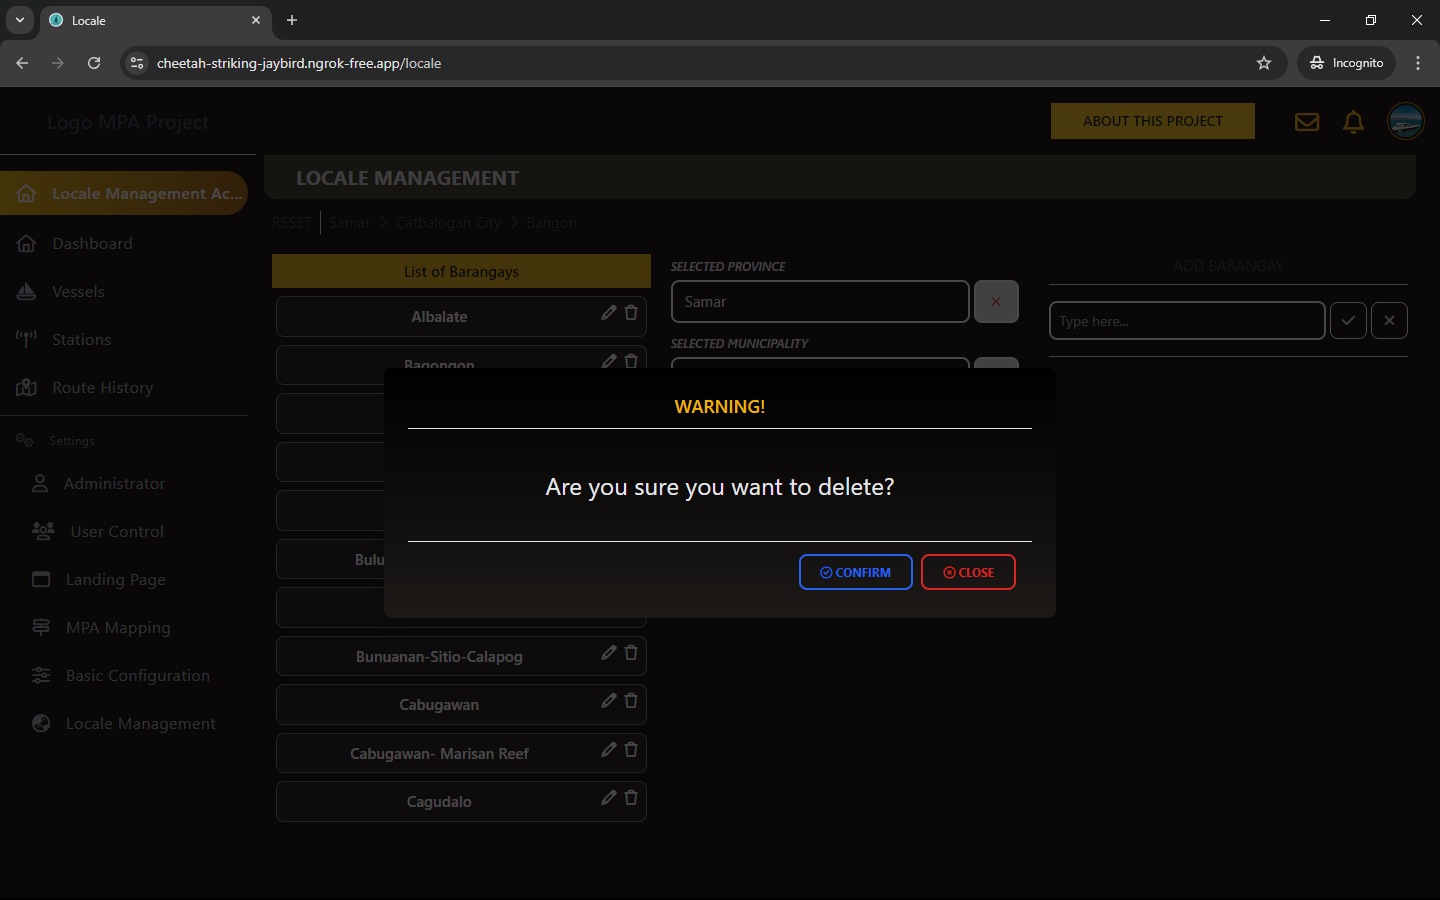 Locale
cheetah-striking-jaybird.ngrok-free.app/locale
Incognito
Logo MPA Project
ABOUT THIS PROJECT
Locale Management Ac...
LOCALE MANAGEMENT
RESET
Samar
Catbalogan City
Bangon
Dashboard
Vessels
Stations
Route History
Settings
Administrator
User Control
Landing Page
MPA Mapping
Basic Configuration
Locale Management
List of Barangays
Albalate
Bagongon
Bulu
Bunuanan-Sitio-Calapog
Cabugawan
Cabugawan- Marisan Reef
Cagudalo
SELECTED PROVINCE
Samar
SELECTED MUNICIPALITY
ADD BARANGAY
Type here...
WARNING!
Are you sure you want to delete?
CONFIRM
CLOSE